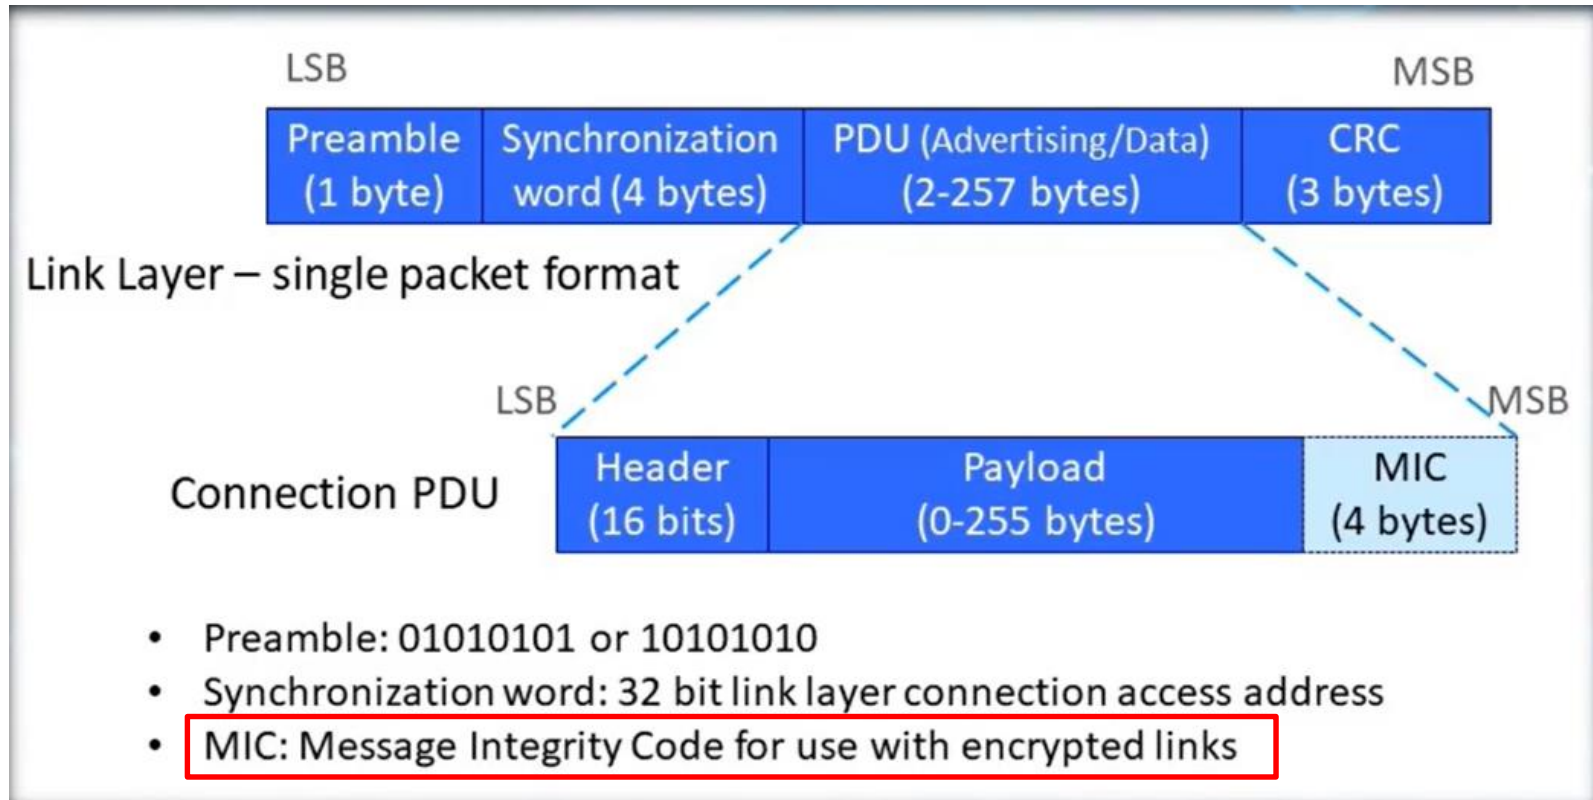 LSB
MSB
Preamble
(1 byte)
Synchronization
word (4 bytes)
PDU (Advertising/Data)
(2-257 bytes)
CRC
(3 bytes)
Link Layer – single packet format
LSB
MSB
Connection PDU
Header
(16 bits)
Payload
(0-255 bytes)
MIC
(4 bytes)
• Preamble: 01010101 or 10101010
• Synchronization word: 32 bit link layer connection access address
• MIC: Message Integrity Code for use with encrypted links